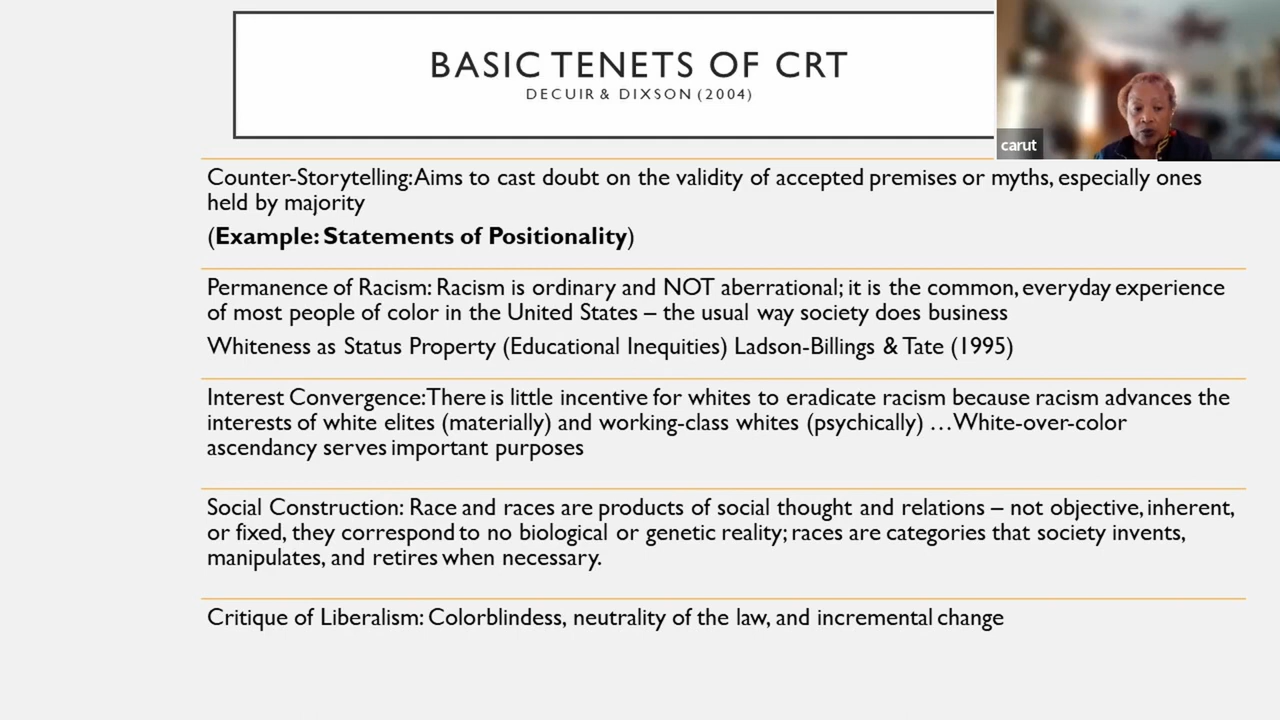 BASIC TENETS OF CRT
DECUIR & DIXSON (2004)
carut
Counter-Storytelling: Aims to cast doubt on the validity of accepted premises or myths, especially ones
held by majority
(Example: Statements of Positionality)
Permanence of Racism: Racism is ordinary and NOT aberrational; it is the common, everyday experience
of most people of color in the United States – the usual way society does business
Whiteness as Status Property (Educational Inequities) Ladson-Billings & Tate (1995)
Interest Convergence: There is little incentive for whites to eradicate racism because racism advances the
interests of white elites (materially) and working-class whites (psychically) …White-over-color
ascendancy serves important purposes
Social Construction: Race and races are products of social thought and relations – not objective, inherent,
or fixed, they correspond to no biological or genetic reality; races are categories that society invents,
manipulates, and retires when necessary.
Critique of Liberalism: Colorblindess, neutrality of the law, and incremental change